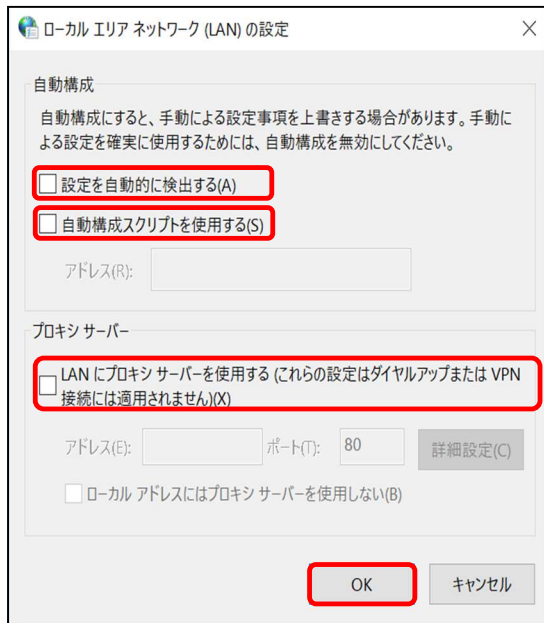 ローカル エリア ネットワーク (LAN) の設定
自動構成
自動構成にすると、手動による設定事項を上書きする場合があります。手動に
よる設定を確実に使用するためには、自動構成を無効にしてください。
設定を自動的に検出する(A)
自動構成スクリプトを使用する(S)
アドレス(R):
プロキシ サーバー
LAN にプロキシ サーバーを使用する (これらの設定はダイヤルアップまたは VPN
接続には適用されません)(X)
アドレス(E): ポート(T): 80 詳細設定(C)
ローカル アドレスにはプロキシ サーバーを使用しない(B)
OK キャンセル